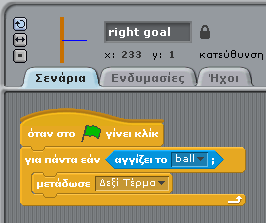 right goal
x: 233 y: 1 κατεύθυνση
Σενάρια Ενδυμασίες Ήχοι
όταν στο γίνει κλίκ
για πάντα εάν αγγίζει το ball ;
μετάδωσε Δεξί Τέρμα